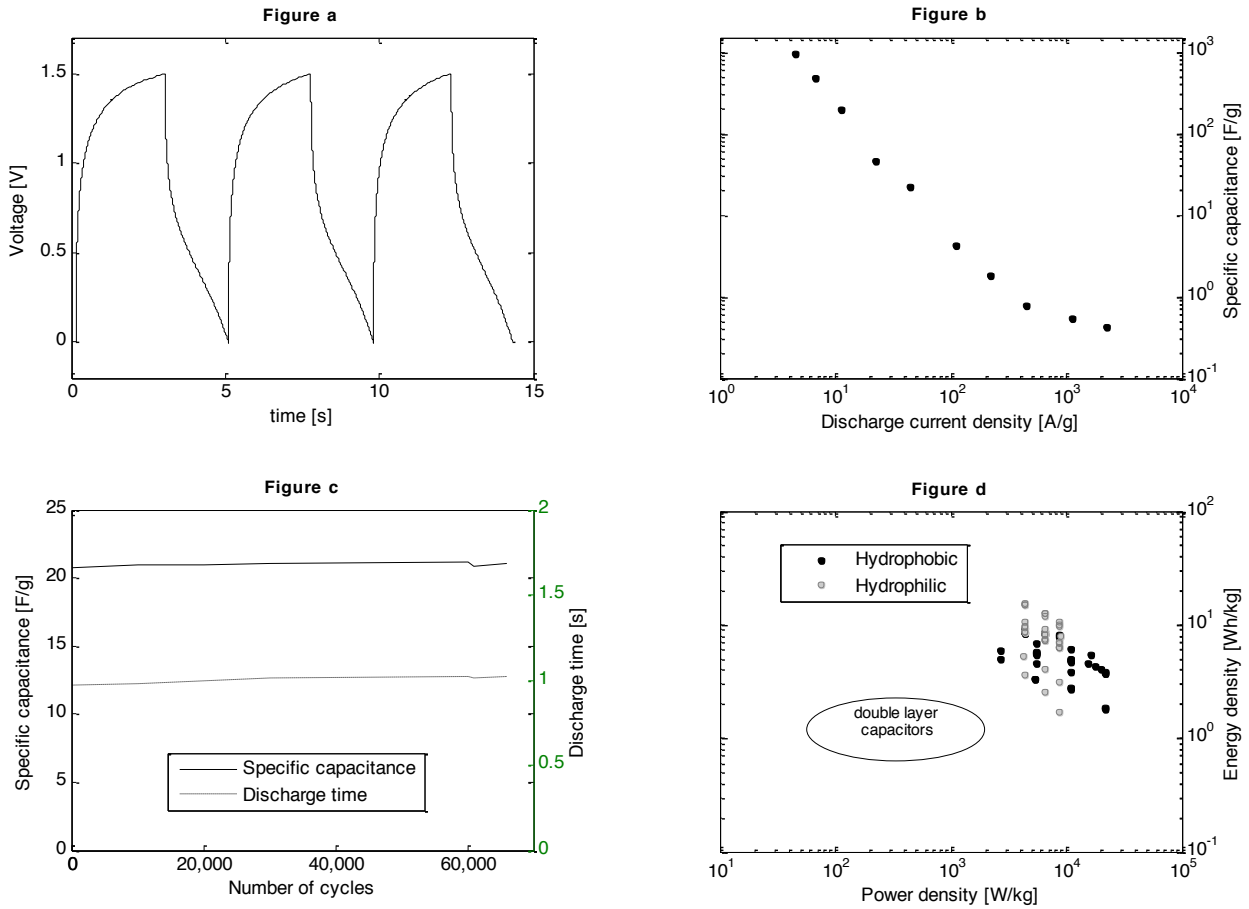 Figure a
Voltage [V]
1.5
1
0.5
0
0
5
10
15
time [s]
Figure b
10^3
10^2
10^1
10^0
10^-1
Specific capacitance [F/g]
10^0
10^1
10^2
10^3
10^4
Discharge current density [A/g]
Figure c
Specific capacitance [F/g]
25
20
15
10
5
0
2
1.5
1
0.5
0
Discharge time [s]
Specific capacitance
Discharge time
0
20,000
40,000
60,000
Number of cycles
Figure d
Hydrophobic
Hydrophilic
double layer
capacitors
10^2
10^1
10^0
10^-1
Energy density [Wh/kg]
10^1
10^2
10^3
10^4
10^5
Power density [W/kg]